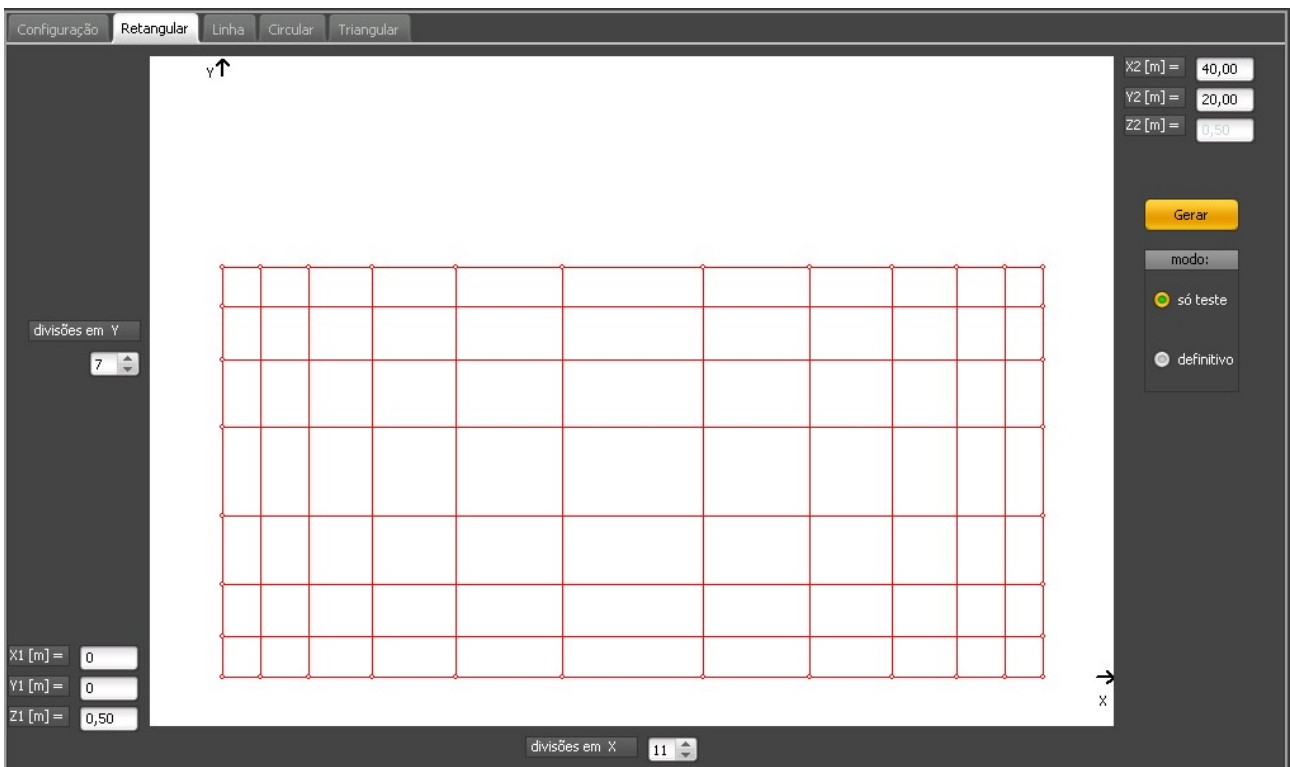 Configuração Retangular Linha Circular Triangular
Y
X2 [m] = 40,00
Y2 [m] = 20,00
Z2 [m] = 0,50
Gerar
modo:
só teste
definitivo
divisões em Y
7
X1 [m] = 0
Y1 [m] = 0
Z1 [m] = 0,50
X
divisões em X 11